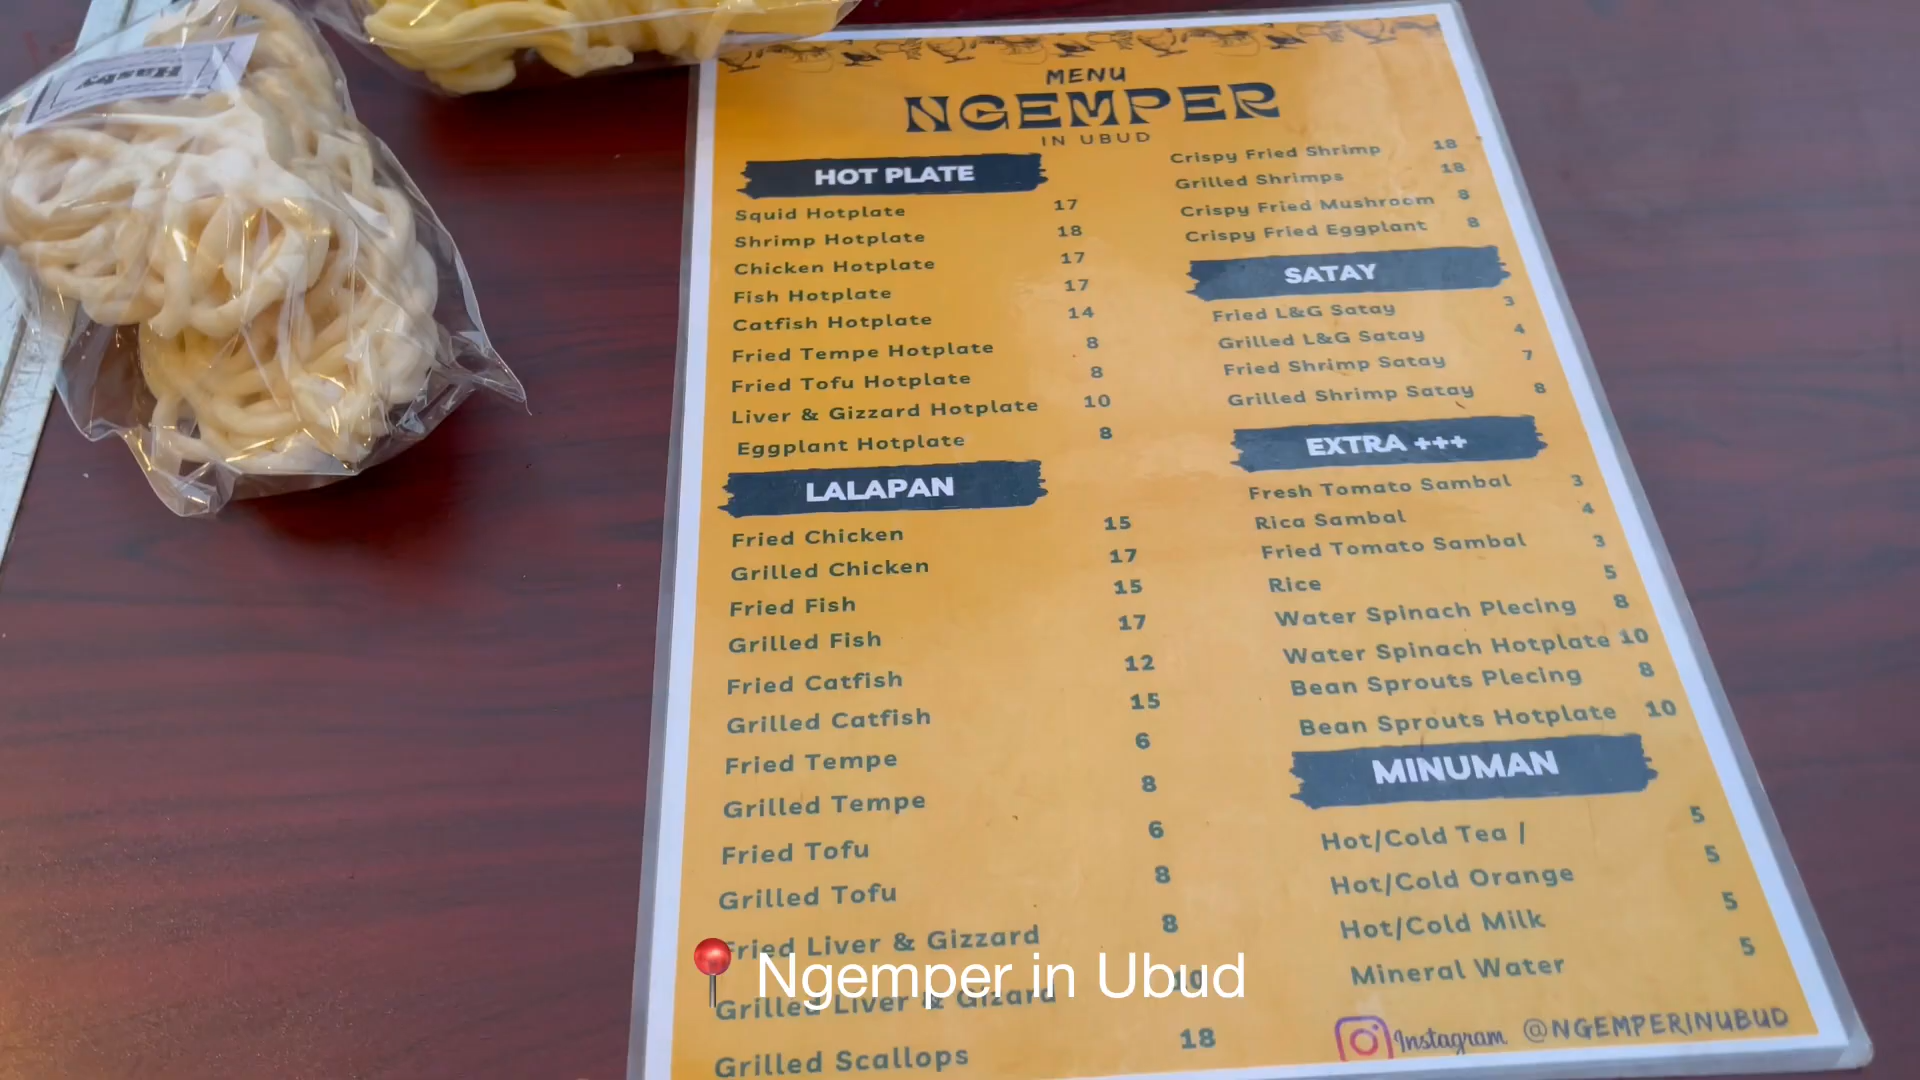 Husby
MENU
NGEMPER
IN UBUD
HOT PLATE
Squid Hotplate 17
Shrimp Hotplate 18
Chicken Hotplate 17
Fish Hotplate 17
Catfish Hotplate 14
Fried Tempe Hotplate 8
Fried Tofu Hotplate 8
Liver & Gizzard Hotplate 10
Eggplant Hotplate 8
LALAPAN
Fried Chicken 15
Grilled Chicken 17
Fried Fish 15
Grilled Fish 17
Fried Catfish 12
Grilled Catfish 15
Fried Tempe 6
Grilled Tempe 8
Fried Tofu 6
Grilled Tofu 8
Fried Liver & Gizzard 8
Grilled Liver & Gizard 10
Grilled Scallops 18
Crispy Fried Shrimp 18
Grilled Shrimps 18
Crispy Fried Mushroom 8
Crispy Fried Eggplant 8
SATAY
Fried L&G Satay 3
Grilled L&G Satay 4
Fried Shrimp Satay 7
Grilled Shrimp Satay 8
EXTRA +++
Fresh Tomato Sambal 3
Rica Sambal 4
Fried Tomato Sambal 3
Rice 5
Water Spinach Plecing 8
Water Spinach Hotplate 10
Bean Sprouts Plecing 8
Bean Sprouts Hotplate 10
MINUMAN
Hot/Cold Tea / 5
Hot/Cold Orange 5
Hot/Cold Milk 5
Mineral Water 5
Instagram @NGEMPERINUBUD
Ngemper in Ubud